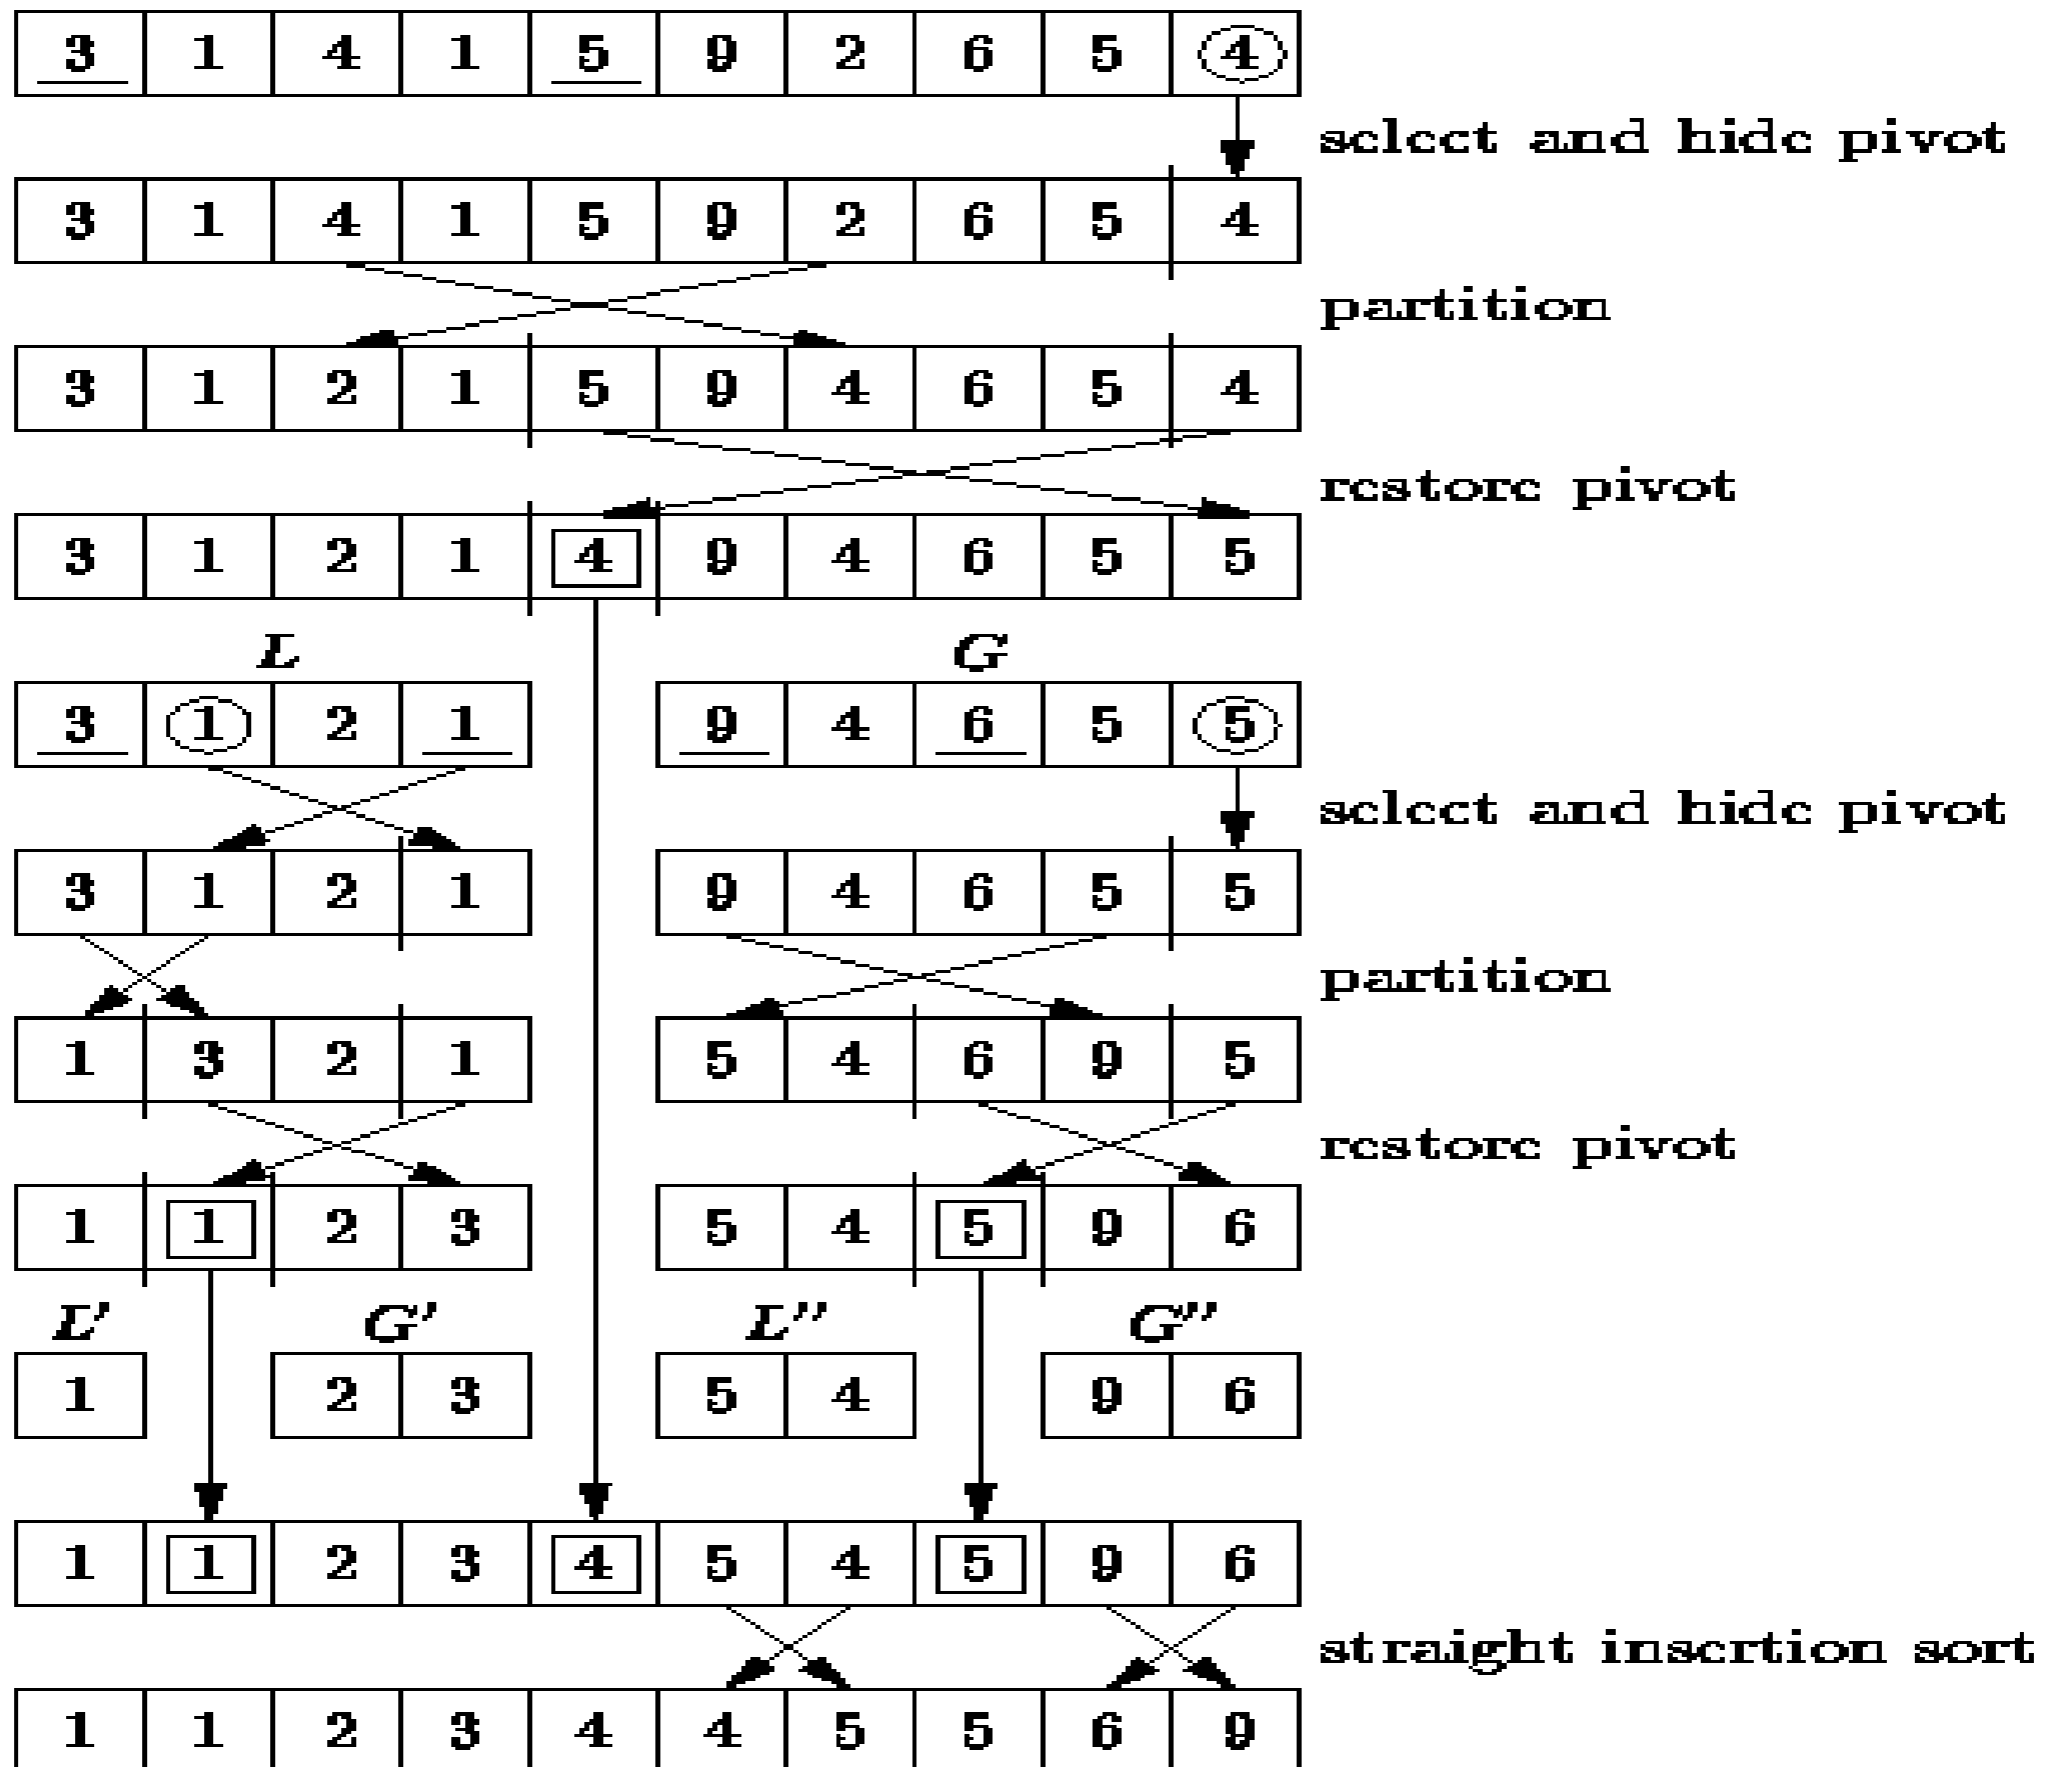 3 1 4 1 5 9 2 6 5 4
select and hide pivot
3 1 4 1 5 9 2 6 5 4
partition
3 1 2 1 5 9 4 6 5 4
restore pivot
3 1 2 1 4 9 4 6 5 5
L G
3 1 2 1 9 4 6 5 5
select and hide pivot
3 1 2 1 9 4 6 5 5
partition
1 3 2 1 5 4 6 9 5
restore pivot
1 1 2 3 5 4 5 9 6
L' G' L'' G''
1 2 3 5 4 9 6
1 1 2 3 4 5 4 5 9 6
straight insertion sort
1 1 2 3 4 4 5 5 6 9